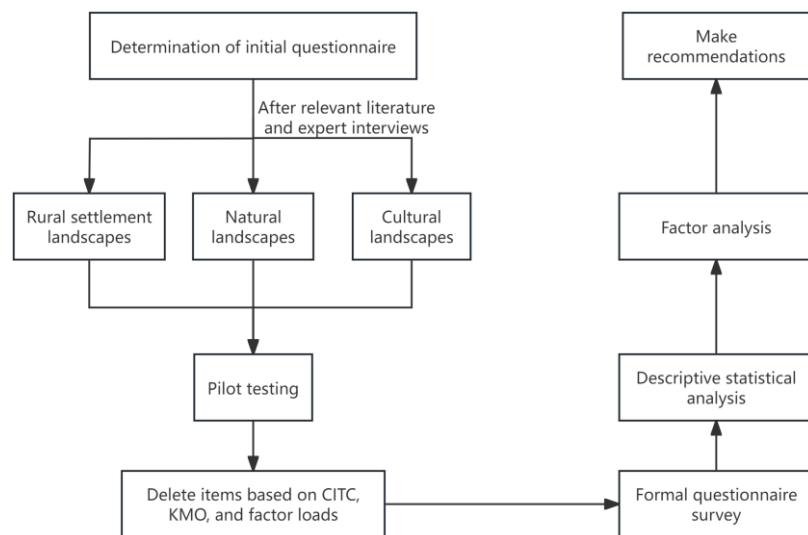 Determination of initial questionnaire
After relevant literature
and expert interviews
Rural settlement
landscapes
Natural
landscapes
Cultural
landscapes
Pilot testing
Delete items based on CITC,
KMO, and factor loads
Formal questionnaire
survey
Descriptive statistical
analysis
Factor analysis
Make
recommendations